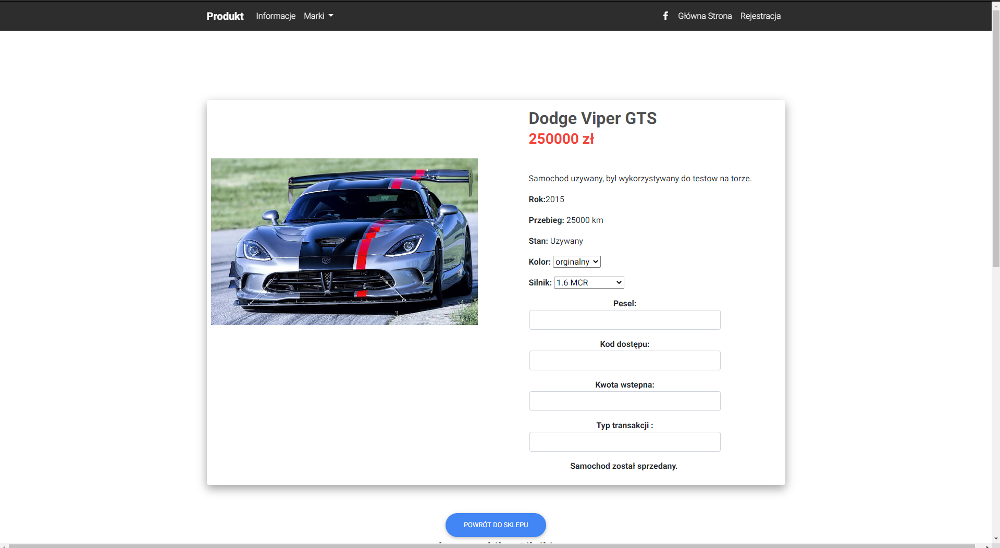 Produkt Informacje Marki Główna Strona Rejestracja
Dodge Viper GTS
250000 zł
Samochod uzywany, byl wykorzystywany do testow na torze.
Rok:2015
Przebieg: 25000 km
Stan: Uzywany
Kolor: orginalny
Silnik: 1.6 MCR
Pesel:
Kod dostępu:
Kwota wstepna:
Typ transakcji :
Samochod został sprzedany.
POWRÓT DO SKLEPU